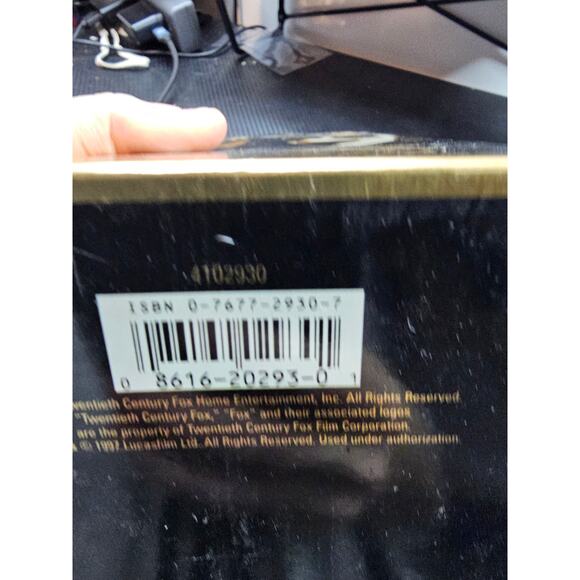 4102930
ISBN 0-7677-2930-7
0 8616-20293-0 1
wentieth Century Fox Home Entertainment, Inc. All Rights Reserved.
"Twentieth Century Fox," "Fox" and their associated logos
are the property of Twentieth Century Fox Film Corporation.
© 1997 Lucasfilm Ltd. All Rights Reserved. Used under authorization.